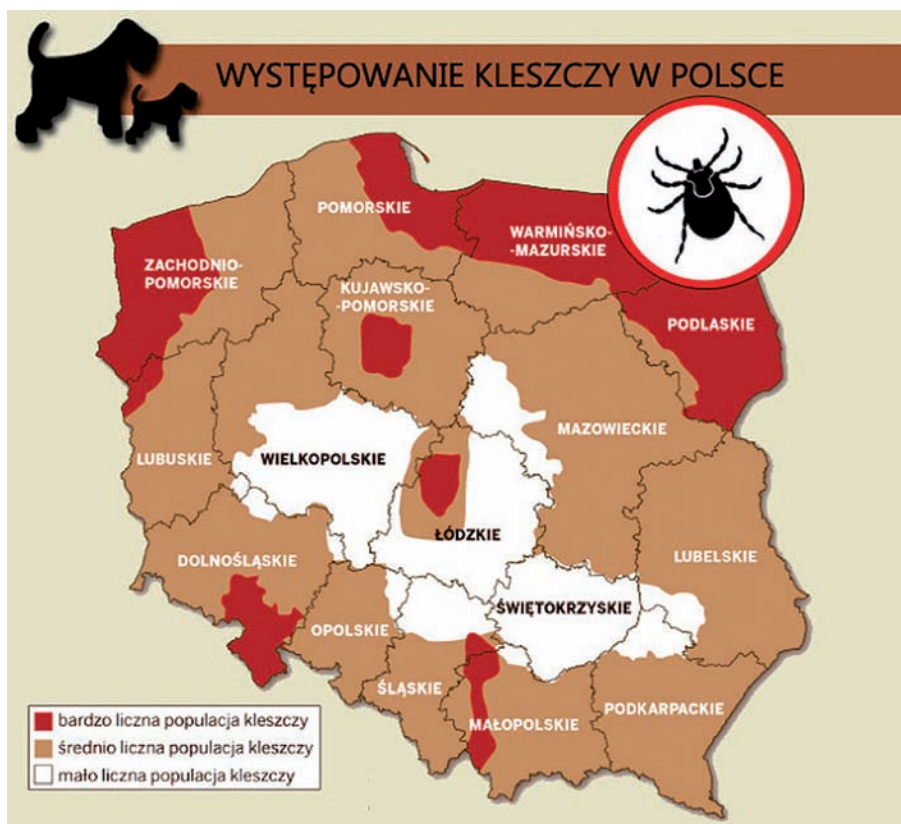 WYSTĘPOWANIE KLESZCZY W POLSCE
POMORSKIE
WARMIŃSKO-
-MAZURSKIE
ZACHODNIO-
POMORSKIE
KUJAWSKO-
-POMORSKIE
PODLASKIE
MAZOWIECKIE
LUBUSKIE
WIELKOPOLSKIE
ŁÓDZKIE
DOLNOŚLĄSKIE
LUBELSKIE
OPOLSKIE
ŚWIĘTOKRZYSKIE
ŚLĄSKIE
MAŁOPOLSKIE
PODKARPACKIE
bardzo liczna populacja kleszczy
średnio liczna populacja kleszczy
mało liczna populacja kleszczy